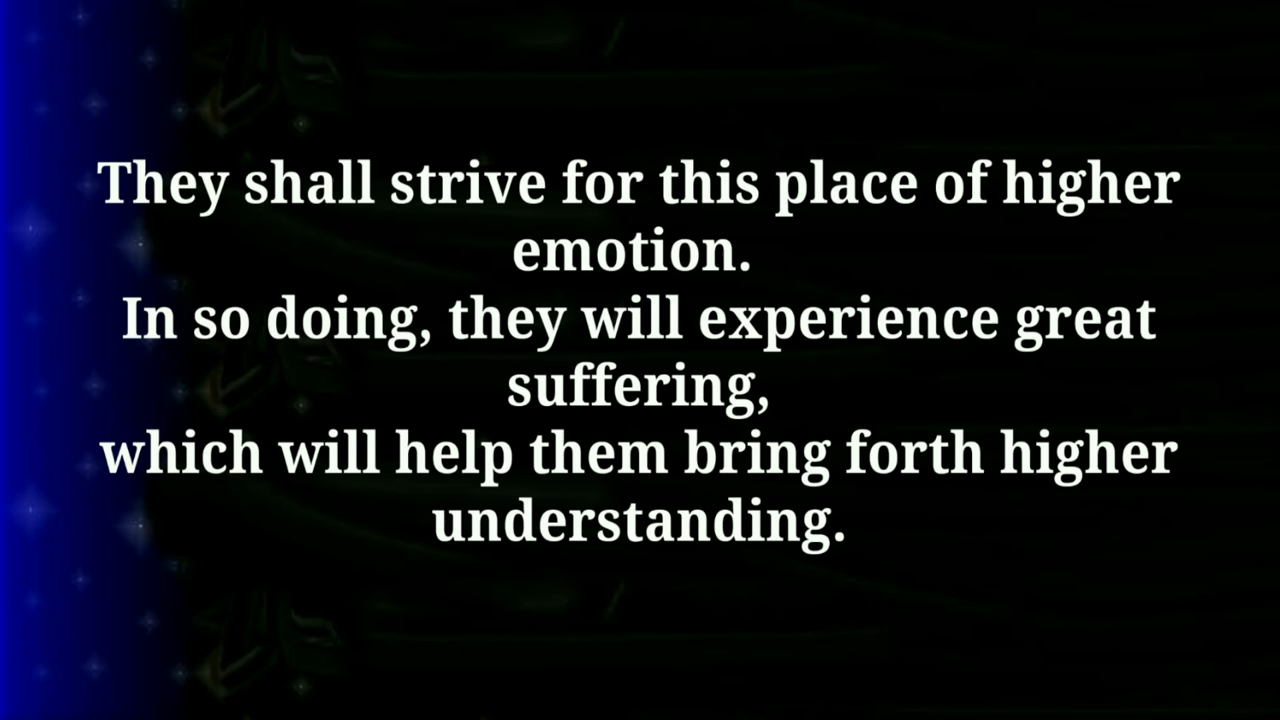 They shall strive for this place of higher
emotion.
In so doing, they will experience great
suffering,
which will help them bring forth higher
understanding.